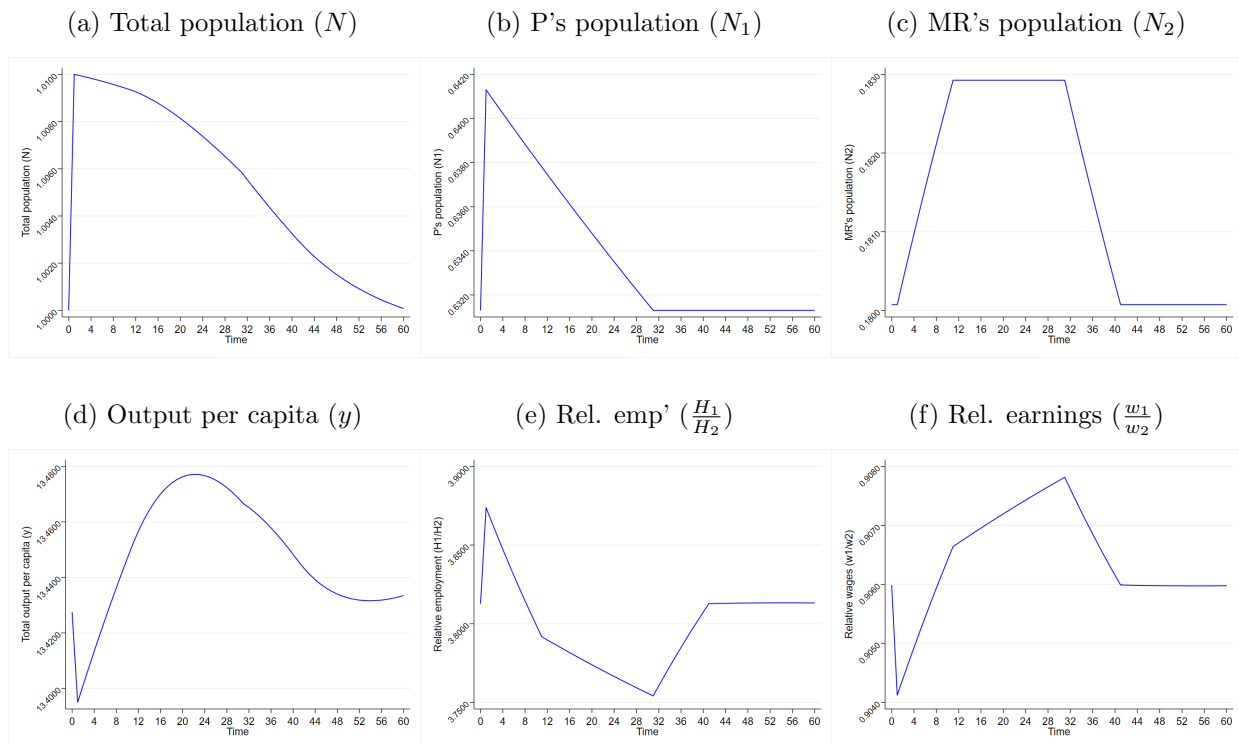 (a) Total population (N)
(b) P's population (N₁)
(c) MR's population (N₂)
Total population (N)
1.0100
1.0080
1.0060
1.0040
1.0020
1.0000
0 4 8 12 16 20 24 28 32 36 40 44 48 52 56 60
Time
P's population (N1)
0.6420
0.6400
0.6380
0.6360
0.6340
0.6320
0 4 8 12 16 20 24 28 32 36 40 44 48 52 56 60
Time
MR's population (N2)
0.1830
0.1820
0.1810
0.1800
0 4 8 12 16 20 24 28 32 36 40 44 48 52 56 60
Time
(d) Output per capita (y)
(e) Rel. emp' (H₁/H₂)
(f) Rel. earnings (w₁/w₂)
Total output per capita (y)
13.4800
13.4600
13.4400
13.4200
13.4000
0 4 8 12 16 20 24 28 32 36 40 44 48 52 56 60
Time
Relative employment (H1/H2)
3.9000
3.8500
3.8000
3.7500
0 4 8 12 16 20 24 28 32 36 40 44 48 52 56 60
Time
Relative wages (w1/w2)
0.9080
0.9070
0.9060
0.9050
0.9040
0 4 8 12 16 20 24 28 32 36 40 44 48 52 56 60
Time